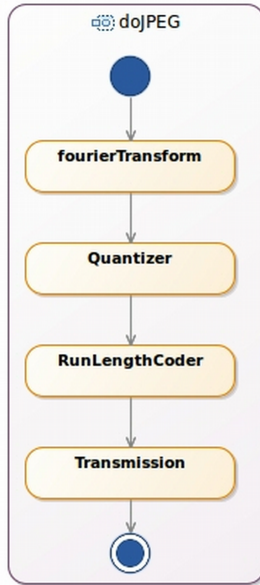 doJPEG
fourierTransform
Quantizer
RunLengthCoder
Transmission